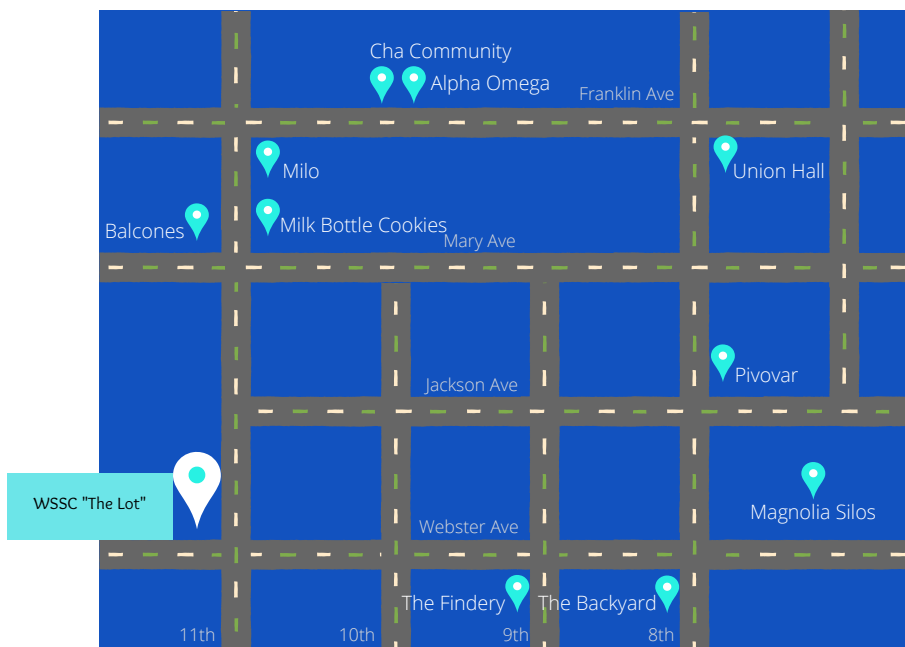 Cha Community
Alpha Omega
Franklin Ave
Milo
Union Hall
Balcones
Milk Bottle Cookies
Mary Ave
Pivovar
Jackson Ave
WSSC "The Lot"
Magnolia Silos
Webster Ave
The Findery
The Backyard
11th
10th
9th
8th